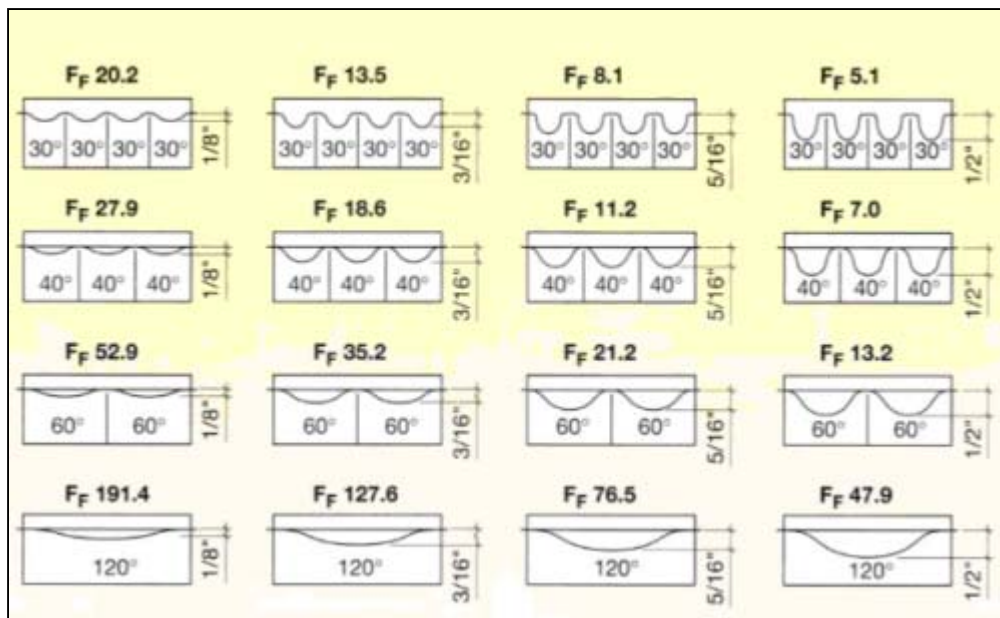 F_F 20.2 F_F 13.5 F_F 8.1 F_F 5.1
30° 30° 30° 30° 1/8" 30° 30° 30° 30° 3/16" 30° 30° 30° 30° 5/16" 30° 30° 30° 30° 1/2"
F_F 27.9 F_F 18.6 F_F 11.2 F_F 7.0
40° 40° 40° 1/8" 40° 40° 40° 3/16" 40° 40° 40° 5/16" 40° 40° 40° 1/2"
F_F 52.9 F_F 35.2 F_F 21.2 F_F 13.2
60° 60° 1/8" 60° 60° 3/16" 60° 60° 5/16" 60° 60° 1/2"
F_F 191.4 F_F 127.6 F_F 76.5 F_F 47.9
120° 1/8" 120° 3/16" 120° 5/16" 120° 1/2"